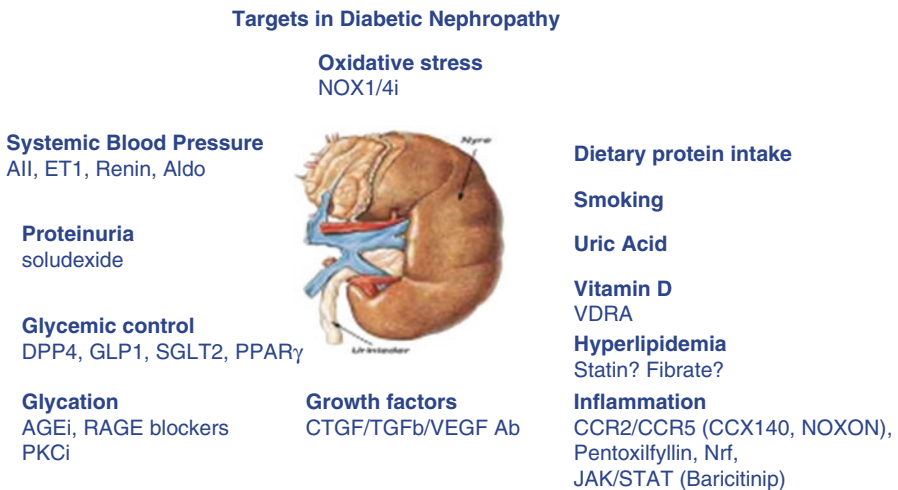 Targets in Diabetic Nephropathy
Oxidative stress
NOX1/4i
Systemic Blood Pressure
AII, ET1, Renin, Aldo
Proteinuria
soludexide
Glycemic control
DPP4, GLP1, SGLT2, PPARγ
Glycation
AGEi, RAGE blockers
PKCi
Nyre
Urinleder
Growth factors
CTGF/TGFb/VEGF Ab
Dietary protein intake
Smoking
Uric Acid
Vitamin D
VDRA
Hyperlipidemia
Statin? Fibrate?
Inflammation
CCR2/CCR5 (CCX140, NOXON),
Pentoxilfyllin, Nrf,
JAK/STAT (Baricitinip)